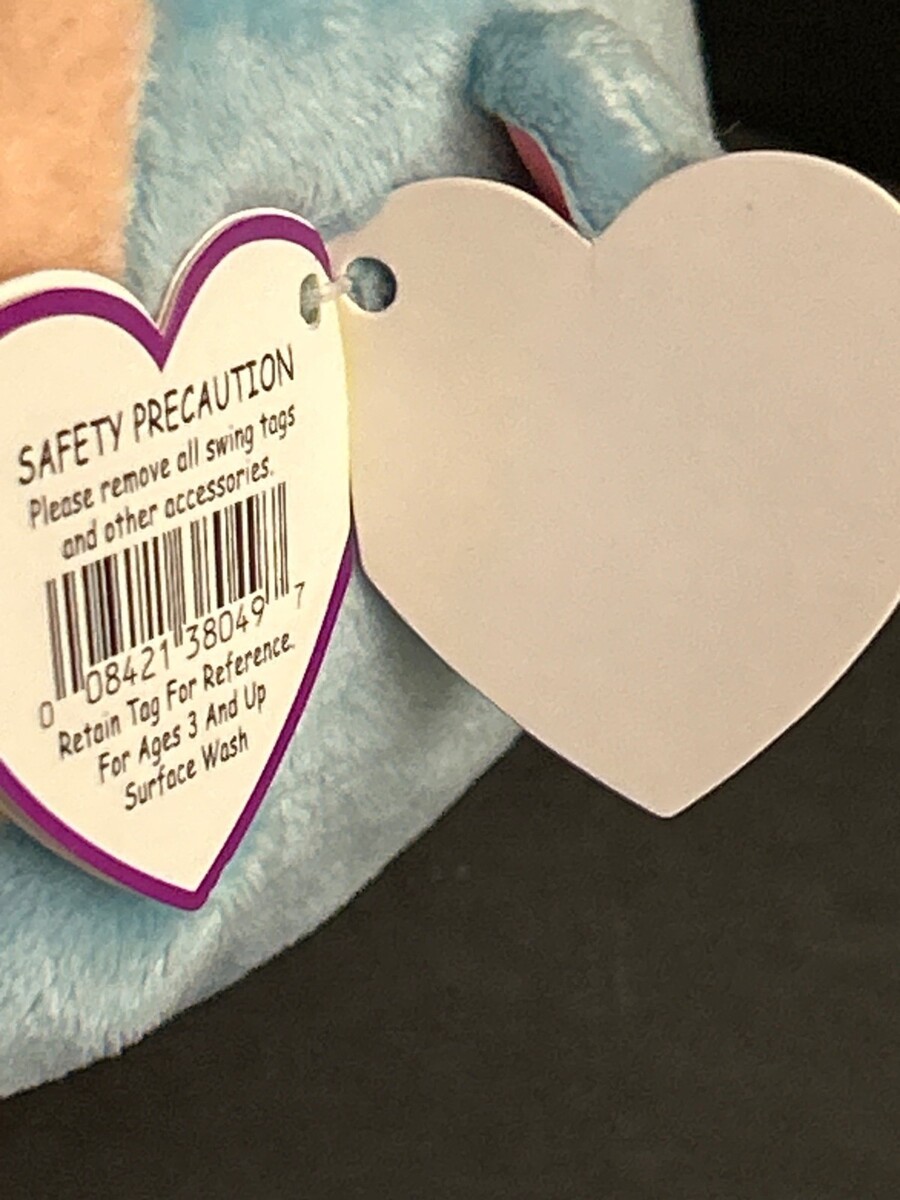 SAFETY PRECAUTION
Please remove all swing tags
and other accessories.
0 08421 38049 7
Retain Tag For Reference.
For Ages 3 And Up
Surface Wash